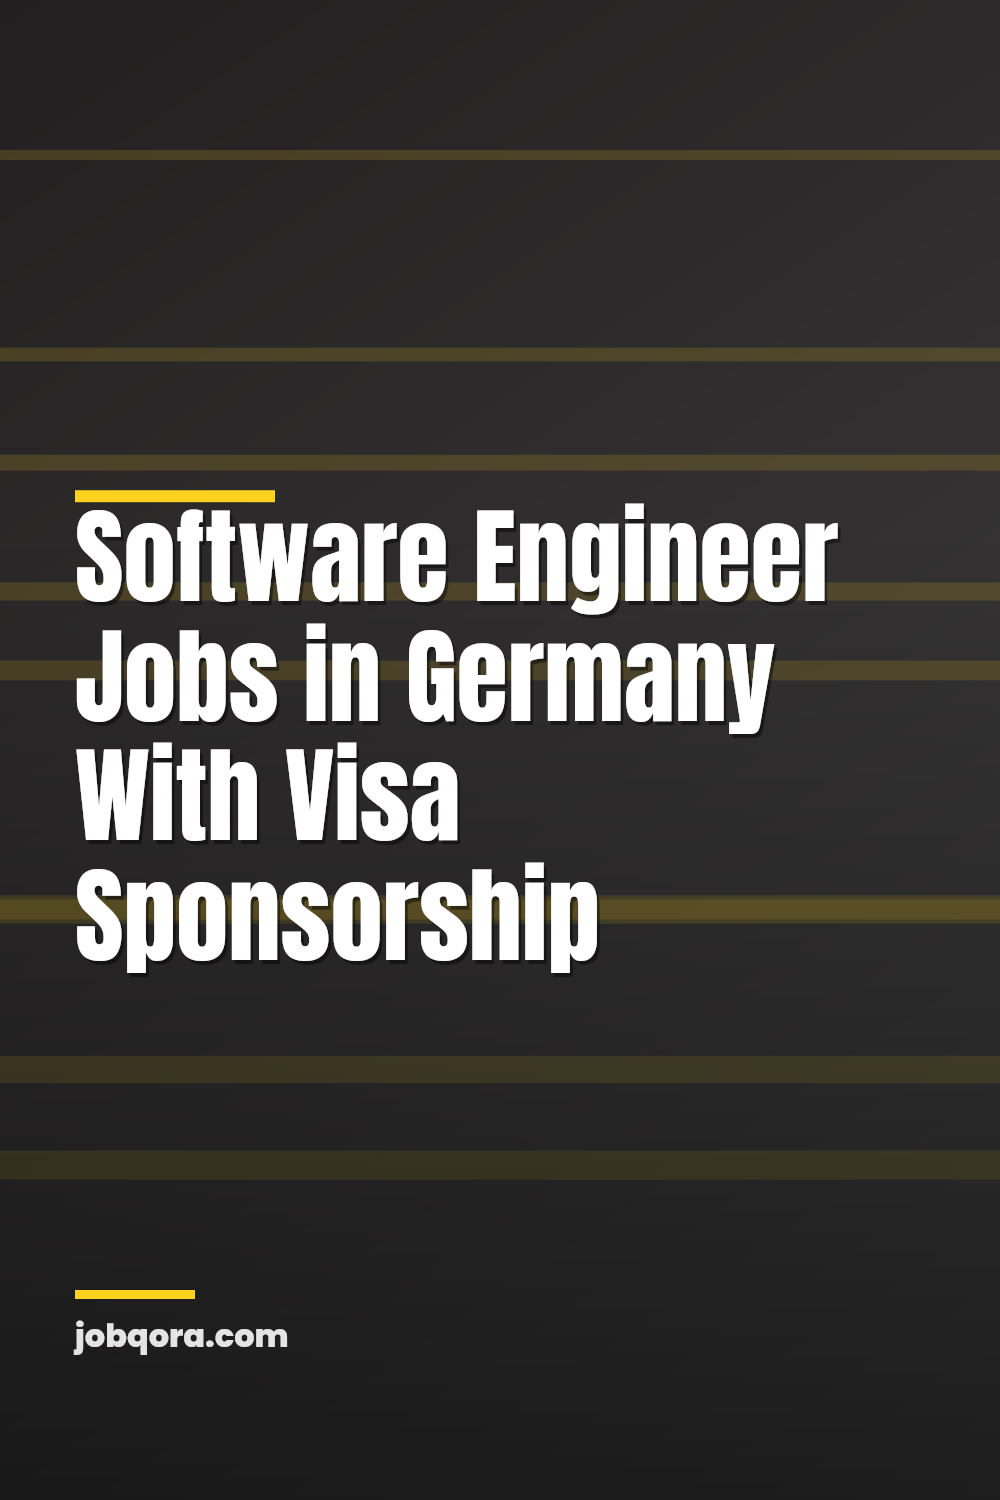 Software Engineer
Jobs in Germany
With Visa
Sponsorship
jobqora.com